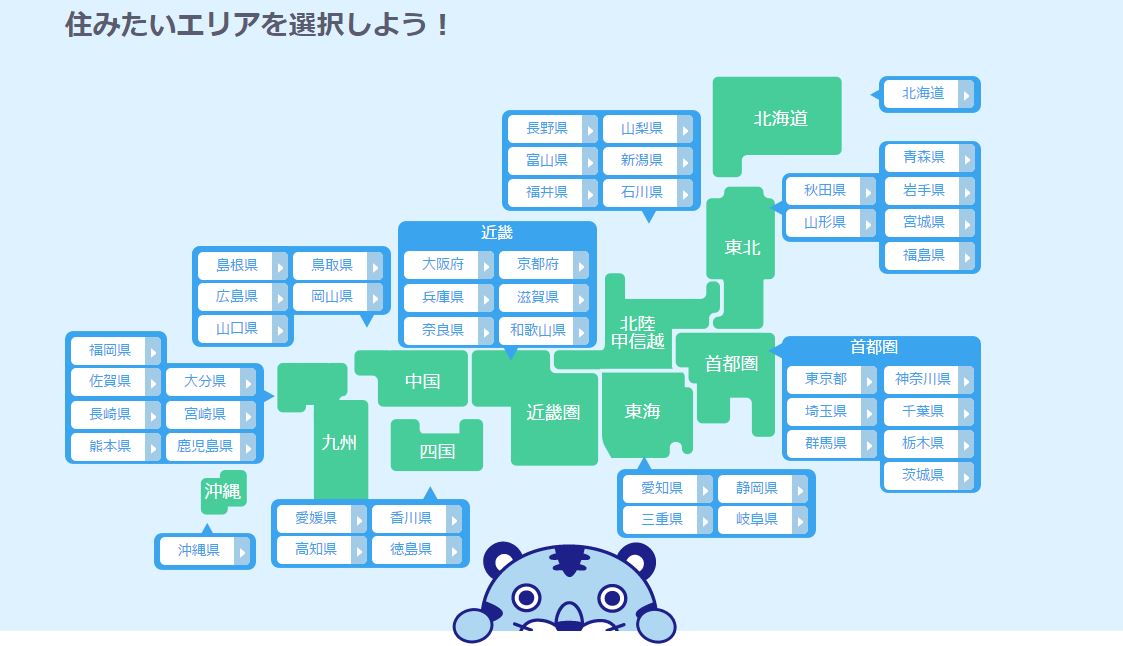 住みたいエリアを選択しよう！
北海道
北海道
長野県 山梨県
富山県 新潟県
福井県 石川県
青森県
秋田県 岩手県
山形県 宮城県
福島県
東北
近畿
大阪府 京都府
兵庫県 滋賀県
奈良県 和歌山県
島根県 鳥取県
広島県 岡山県
山口県
北陸
甲信越
首都圏
首都圏
東京都 神奈川県
埼玉県 千葉県
群馬県 栃木県
茨城県
福岡県
佐賀県 大分県
長崎県 宮崎県
熊本県 鹿児島県
中国
近畿圏
東海
九州
四国
沖縄
愛知県 静岡県
三重県 岐阜県
愛媛県 香川県
高知県 徳島県
沖縄県